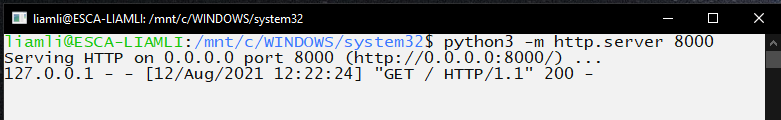 liamli@ESCA-LIAMLI: /mnt/c/WINDOWS/system32
liamli@ESCA-LIAMLI:/mnt/c/WINDOWS/system32$ python3 -m http.server 8000
Serving HTTP on 0.0.0.0 port 8000 (http://0.0.0.0:8000/) ...
127.0.0.1 - - [12/Aug/2021 12:22:24] "GET / HTTP/1.1" 200 -